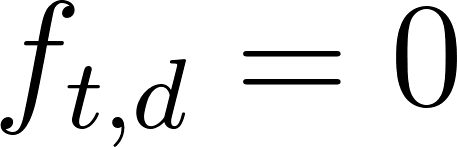 f_{t,d} = 0